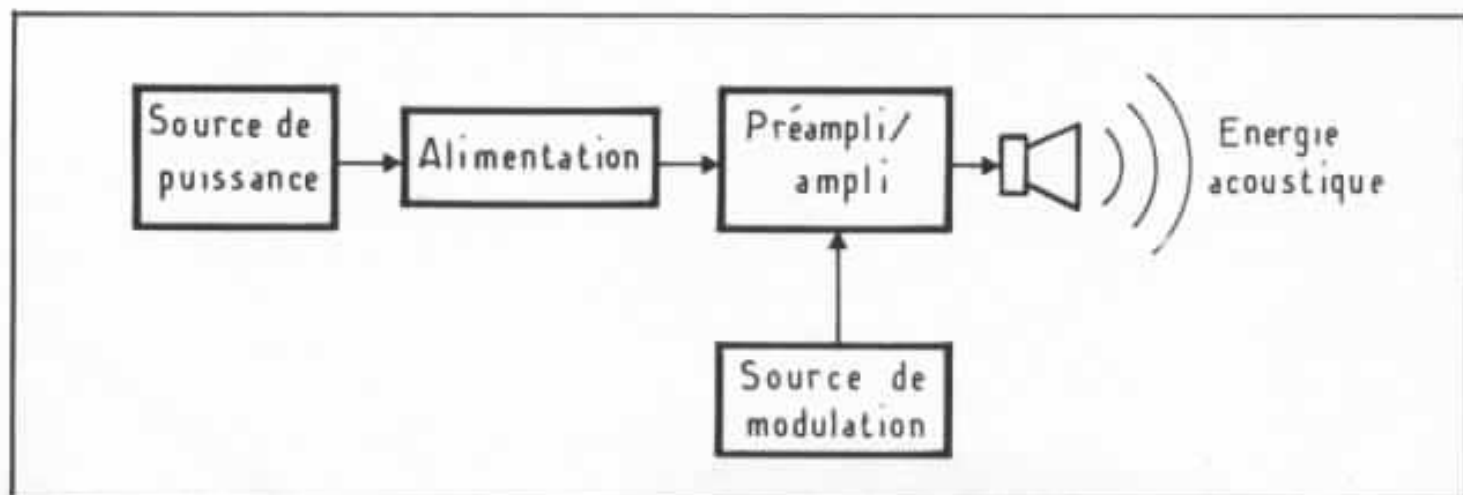 Source de
puissance
Alimentation
Préampli/
ampli
Energie
acoustique
Source de
modulation